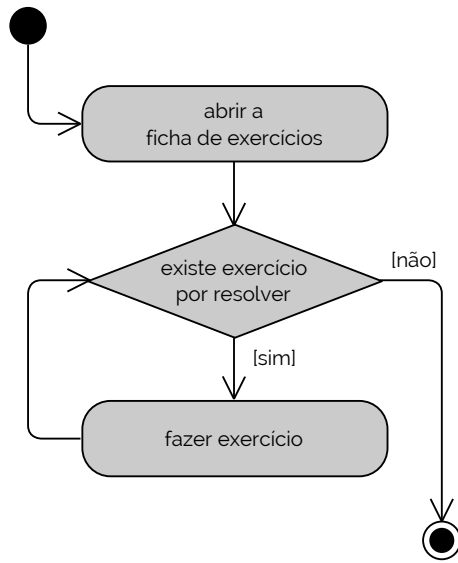 abrir a
ficha de exercícios
existe exercício
por resolver
[não]
[sim]
fazer exercício